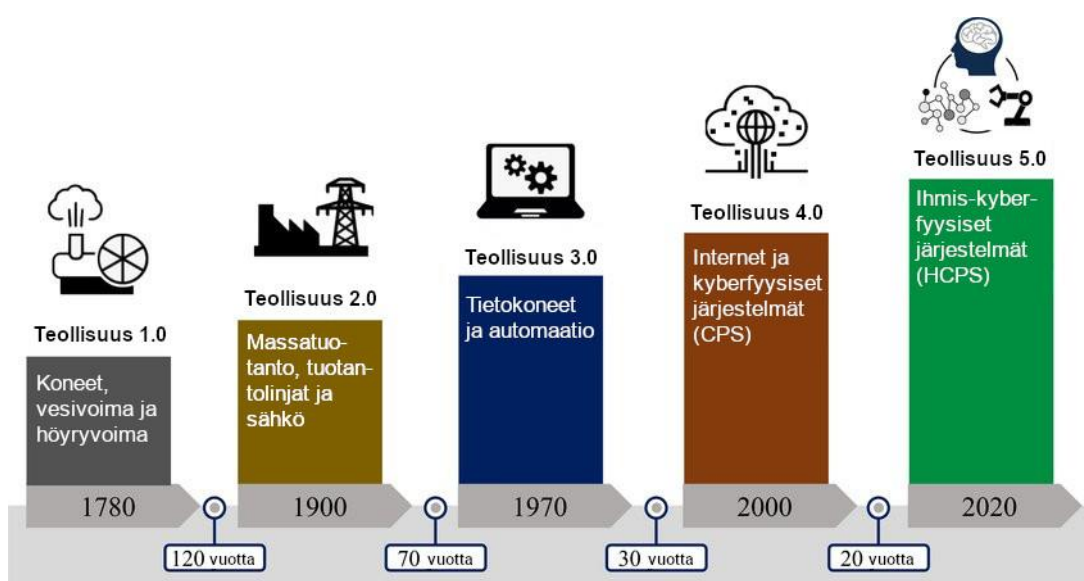 Teollisuus 1.0
Koneet,
vesivoima ja
höyryvoima
1780
120 vuotta
Teollisuus 2.0
Massatuo-
tanto, tuotan-
tolinjat ja
sähkö
1900
70 vuotta
Teollisuus 3.0
Tietokoneet
ja automaatio
1970
30 vuotta
Teollisuus 4.0
Internet ja
kyberfyysiset
järjestelmät
(CPS)
2000
20 vuotta
Teollisuus 5.0
Ihmis-kyber-
fyysiset
järjestelmät
(HCPS)
2020